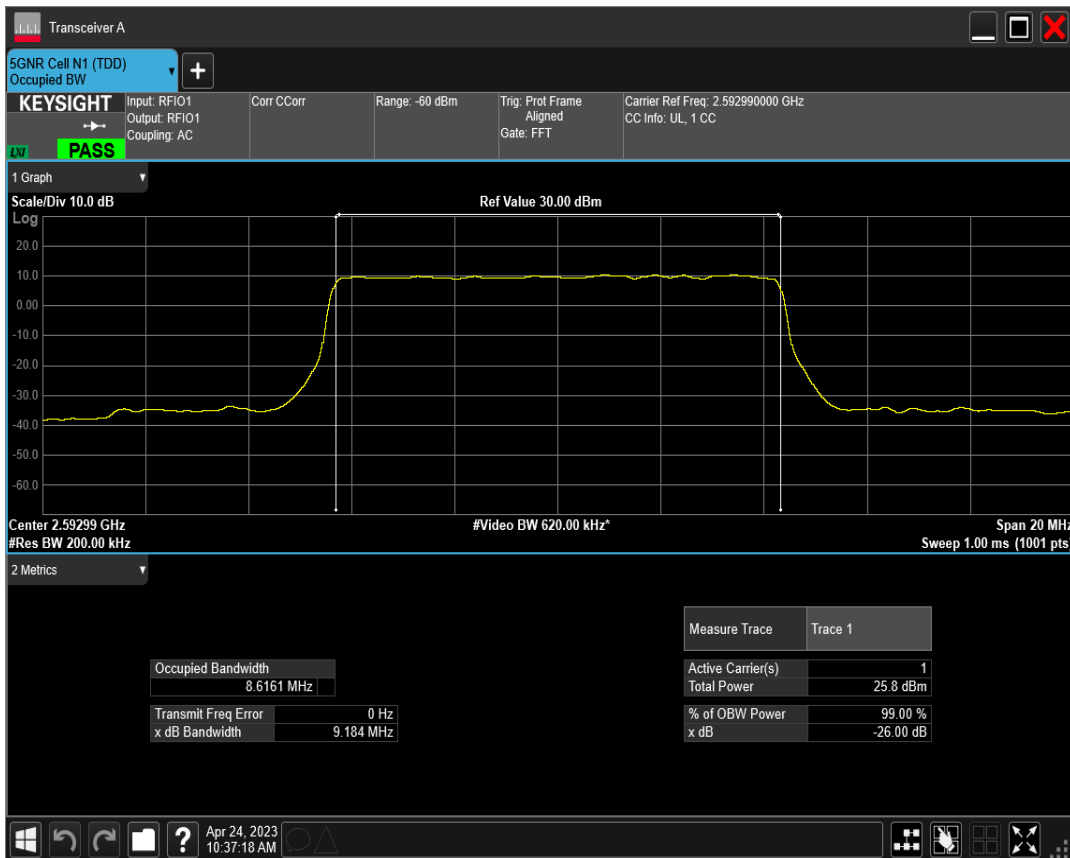 Transceiver A
5GNR Cell N1 (TDD)
Occupied BW
KEYSIGHT
LXI
PASS
Input: RFIO1
Output: RFIO1
Coupling: AC
Corr CCorr
Range: -60 dBm
Trig: Prot Frame
Aligned
Gate: FFT
Carrier Ref Freq: 2.592990000 GHz
CC Info: UL, 1 CC
1 Graph
Scale/Div 10.0 dB
Ref Value 30.00 dBm
Log
20.0
10.0
0.00
-10.0
-20.0
-30.0
-40.0
-50.0
-60.0
Center 2.59299 GHz
#Video BW 620.00 kHz*
Span 20 MHz
#Res BW 200.00 kHz
Sweep 1.00 ms (1001 pts)
2 Metrics
Measure Trace Trace 1
Occupied Bandwidth
8.6161 MHz
Active Carrier(s) 1
Total Power 25.8 dBm
Transmit Freq Error 0 Hz
x dB Bandwidth 9.184 MHz
% of OBW Power 99.00 %
x dB -26.00 dB
?
Apr 24, 2023
10:37:18 AM